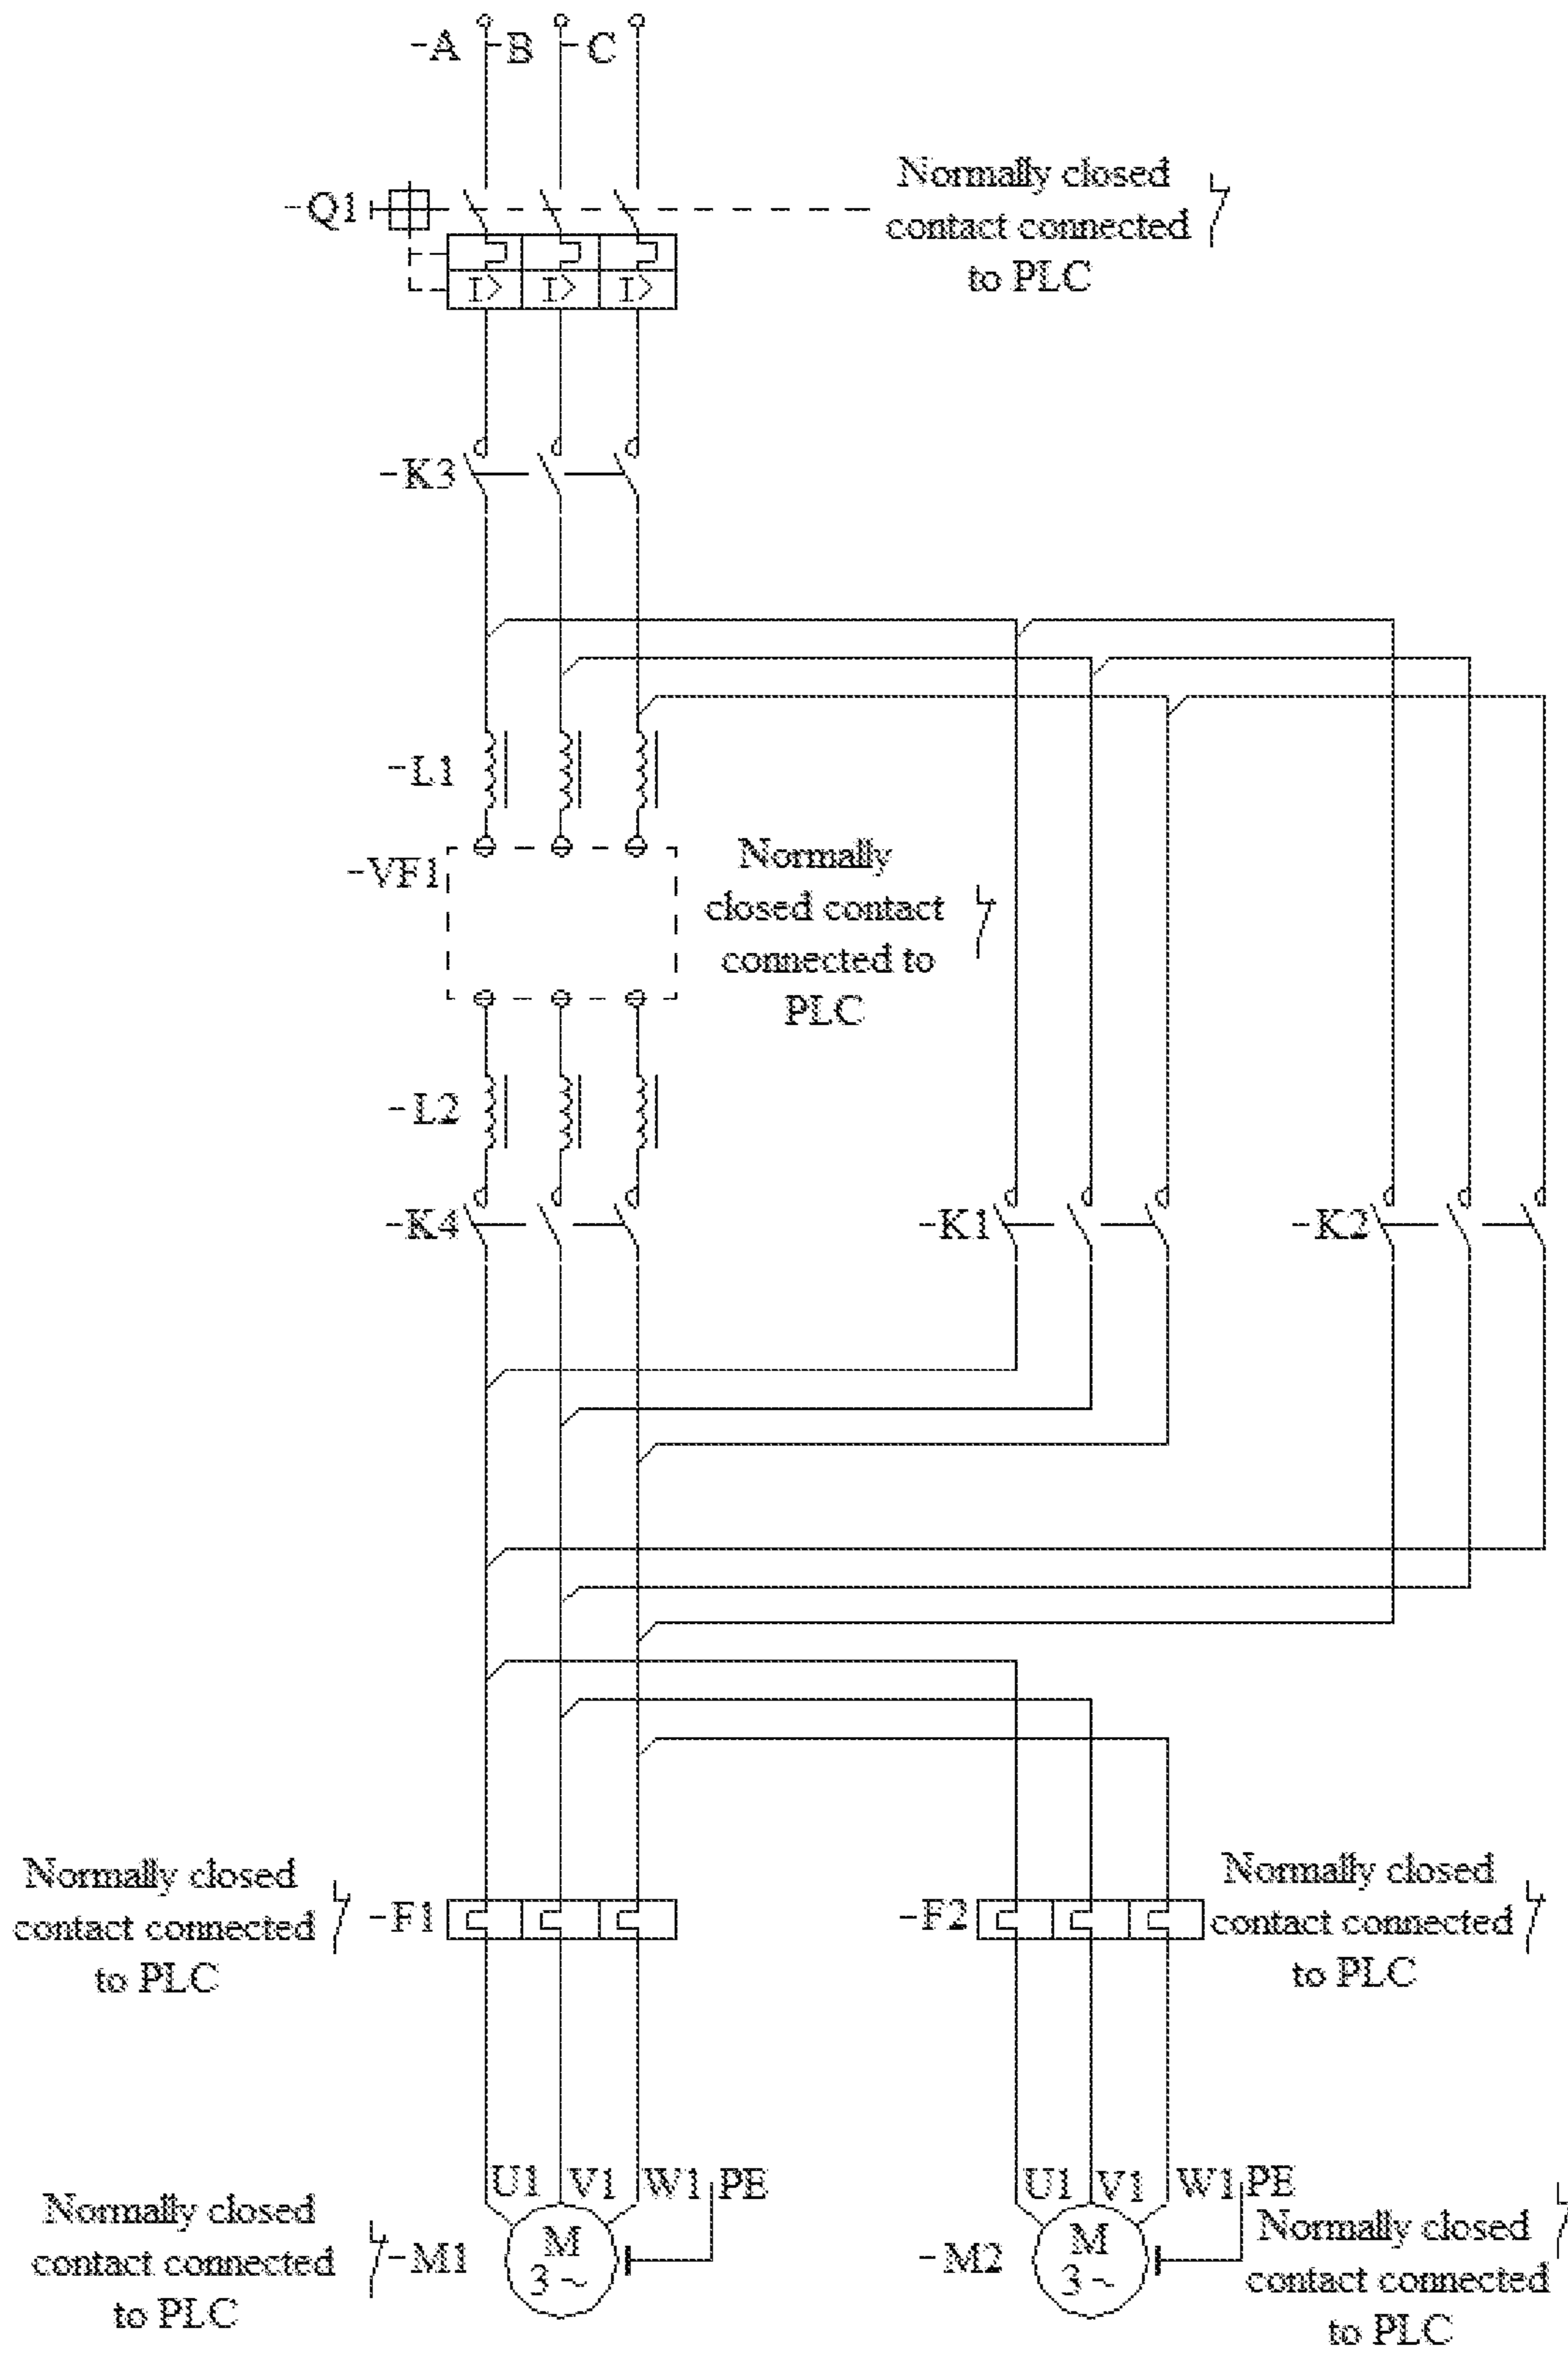 -A -B -C
-Q1
Normally closed
contact connected
to PLC
I> I> I>
-K3
-L1
-VF1
Normally
closed contact
connected to
PLC
-L2
-K4
-K1
-K2
Normally closed
contact connected
to PLC
-F1
-F2
Normally closed
contact connected
to PLC
U1 V1 W1 PE
U1 V1 W1 PE
Normally closed
contact connected
to PLC
-M1
M
3~
-M2
M
3~
Normally closed
contact connected
to PLC